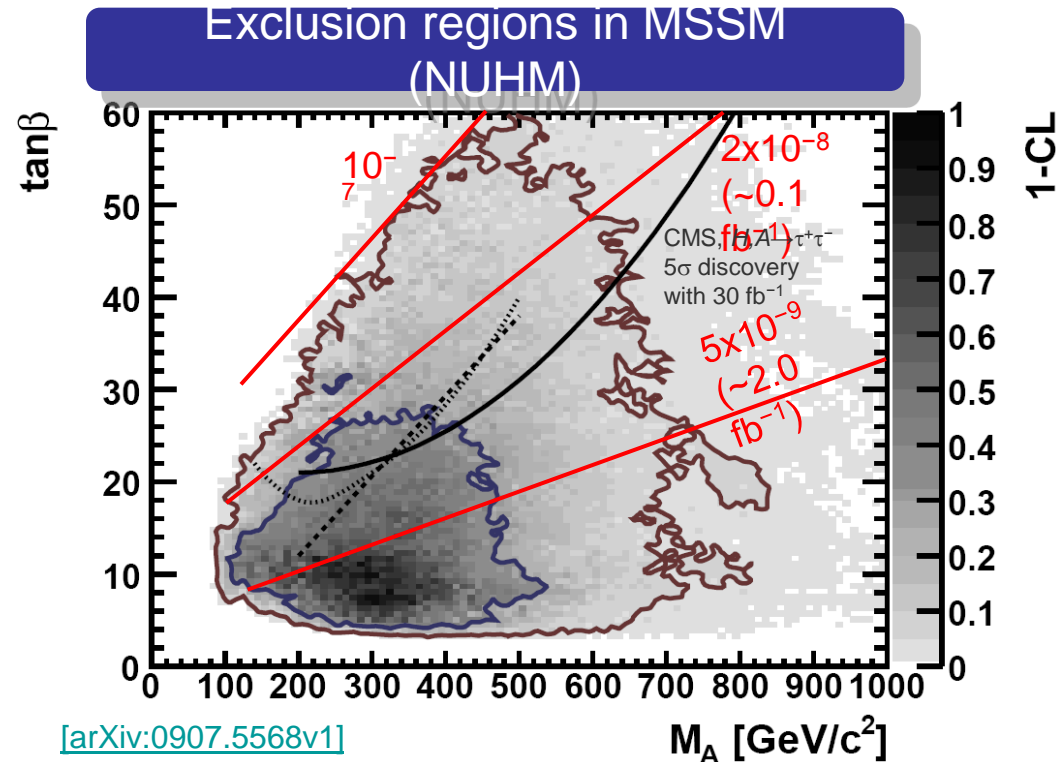 Exclusion regions in MSSM
(NUHM)
tanβ
60
50
40
30
20
10
0
10⁻
7
2x10⁻⁸
(~0.1
fb⁻¹)
CMS, H,A→τ⁺τ⁻
5σ discovery
with 30 fb⁻¹
5x10⁻⁹
(~2.0
fb⁻¹)
1-CL
1
0.9
0.8
0.7
0.6
0.5
0.4
0.3
0.2
0.1
0
0 100 200 300 400 500 600 700 800 900 1000
M_A [GeV/c²]
[arXiv:0907.5568v1]